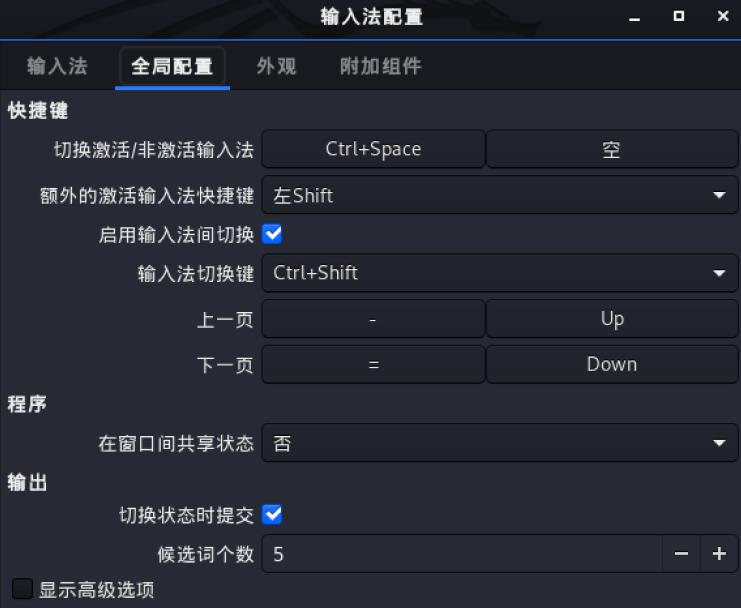 输入法配置
输入法 全局配置 外观 附加组件
快捷键
切换激活/非激活输入法 Ctrl+Space 空
额外的激活输入法快捷键 左Shift
启用输入法间切换
输入法切换键 Ctrl+Shift
上一页 - Up
下一页 = Down
程序
在窗口间共享状态 否
输出
切换状态时提交
候选词个数 5 − +
显示高级选项